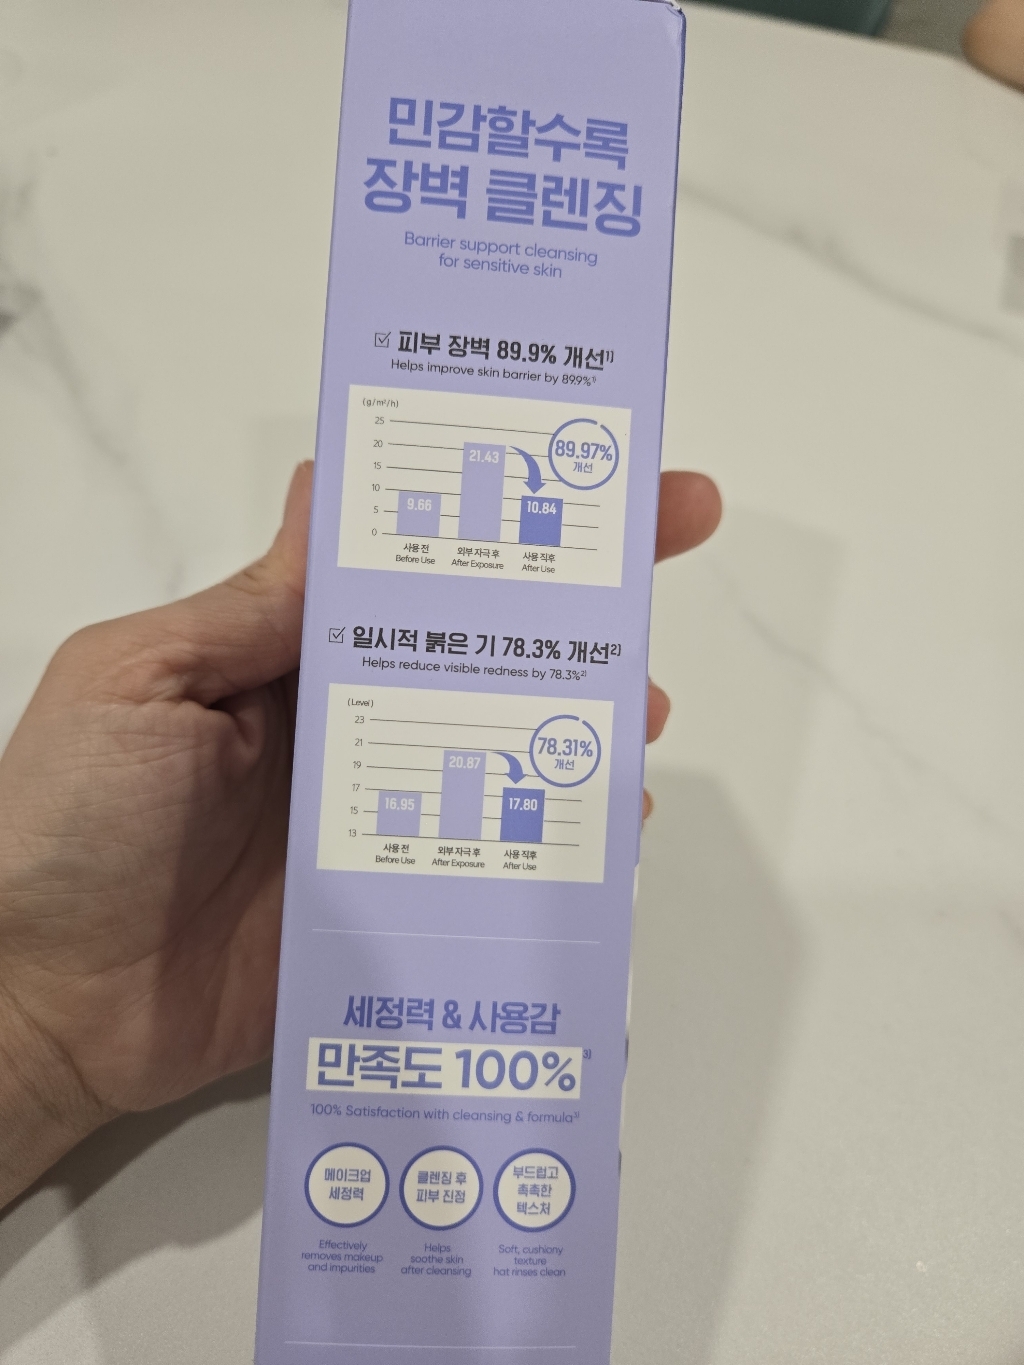 민감할수록
장벽 클렌징
Barrier support cleansing
for sensitive skin
피부 장벽 89.9% 개선1)
Helps improve skin barrier by 89.9%1)
(g/m²/h)
25
20
15
10
5
0
9.66
21.43
10.84
89.97%
개선
사용 전
Before Use
외부 자극 후
After Exposure
사용 직후
After Use
일시적 붉은 기 78.3% 개선2)
Helps reduce visible redness by 78.3%2)
(Level)
23
21
19
17
15
13
16.95
20.87
17.80
78.31%
개선
사용 전
Before Use
외부 자극 후
After Exposure
사용 직후
After Use
세정력 & 사용감
만족도 100%3)
100% Satisfaction with cleansing & formula3)
메이크업
세정력
Effectively
removes makeup
and impurities
클렌징 후
피부 진정
Helps
soothe skin
after cleansing
부드럽고
촉촉한
텍스처
Soft, cushiony
texture
hat rinses clean